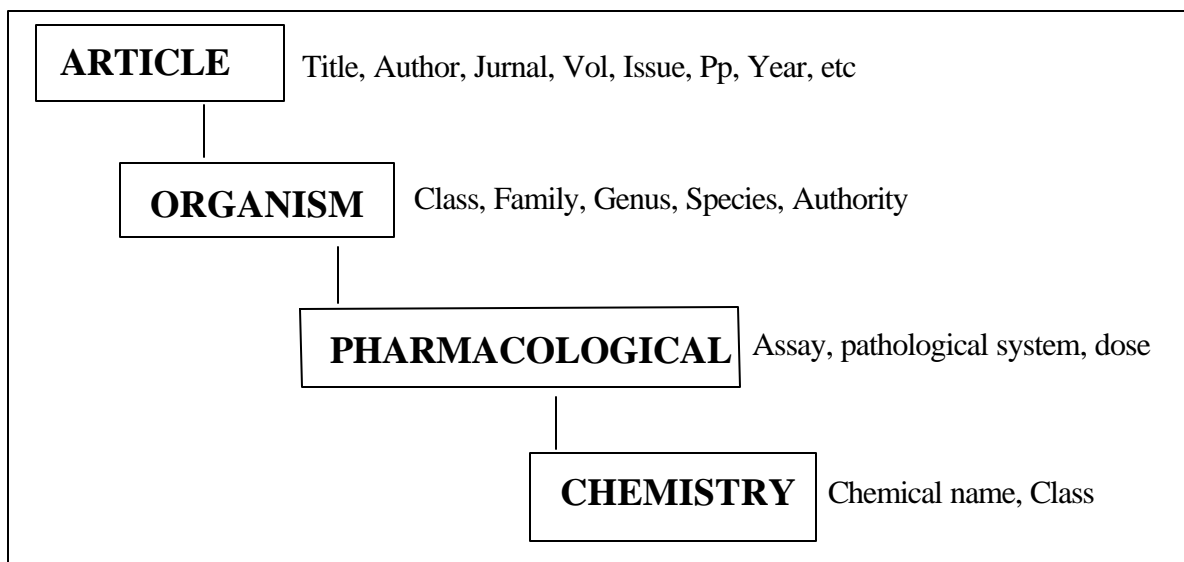 ARTICLE Title, Author, Jurnal, Vol, Issue, Pp, Year, etc
ORGANISM Class, Family, Genus, Species, Authority
PHARMACOLOGICAL Assay, pathological system, dose
CHEMISTRY Chemical name, Class